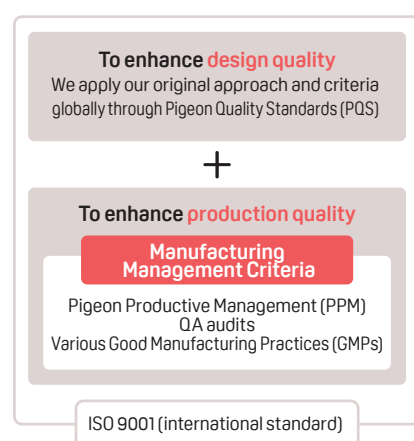 To enhance design quality
We apply our original approach and criteria
globally through Pigeon Quality Standards (PQS)
+
To enhance production quality
Manufacturing
Management Criteria
Pigeon Productive Management (PPM)
QA audits
Various Good Manufacturing Practices (GMPs)
ISO 9001 (international standard)